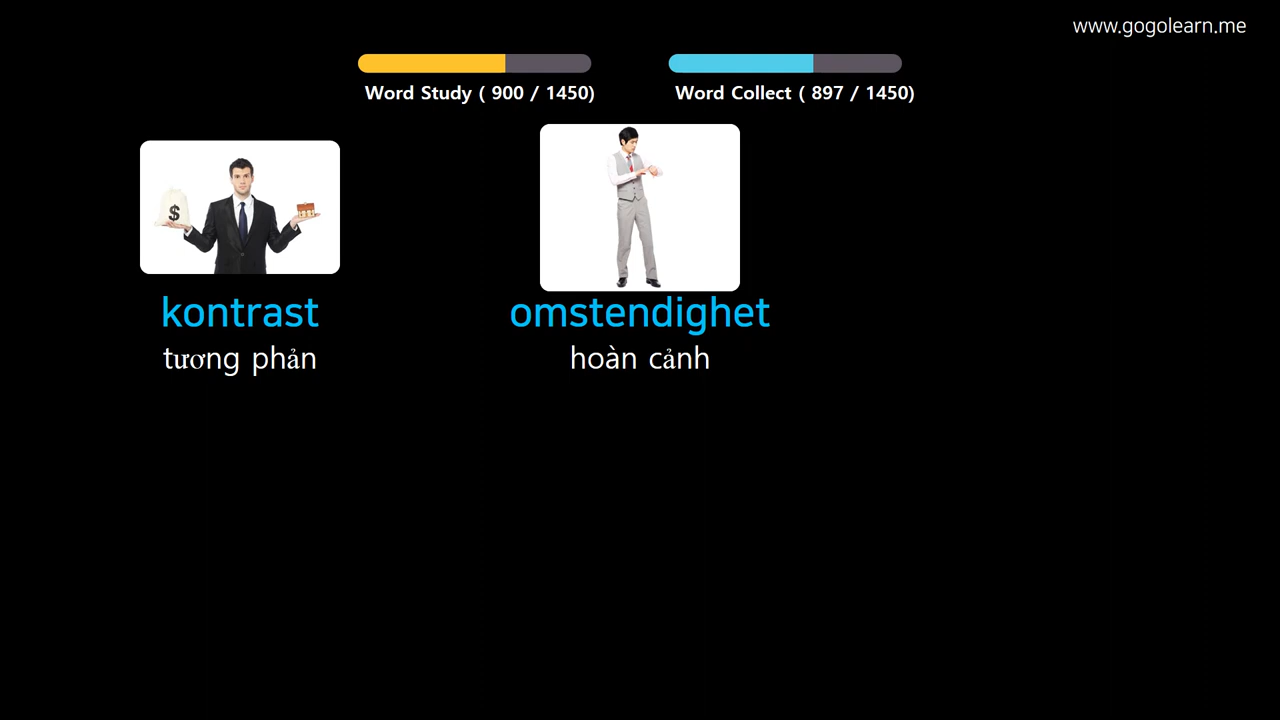 www.gogolearn.me
Word Study ( 900 / 1450)
Word Collect ( 897 / 1450)
$
kontrast
omstendighet
tương phản
hoàn cảnh